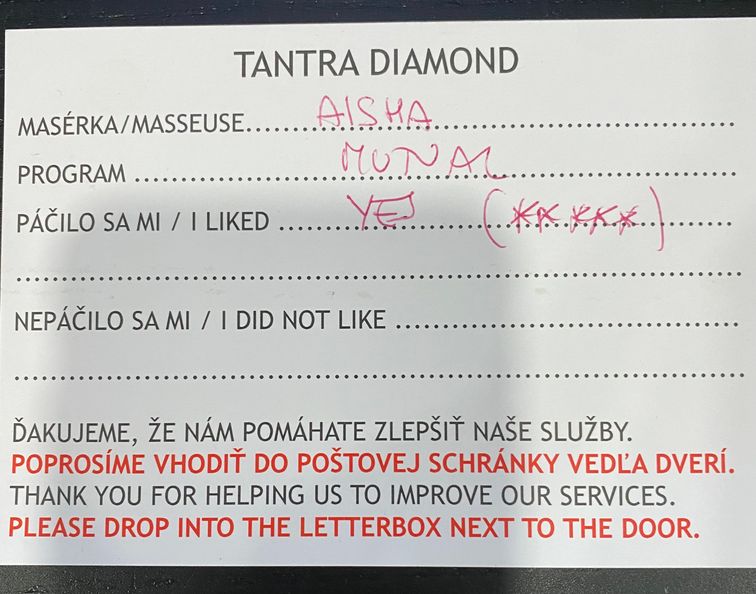 TANTRA DIAMOND
MASÉRKA/MASSEUSE.......... AISHA
PROGRAM .......... MUTUAL
PÁČILO SA MI / I LIKED .......... YES (*****)
NEPÁČILO SA MI / I DID NOT LIKE ..........
ĎAKUJEME, ŽE NÁM POMÁHATE ZLEPŠIŤ NAŠE SLUŽBY.
POPROSÍME VHODIŤ DO POŠTOVEJ SCHRÁNKY VEDĽA DVERÍ.
THANK YOU FOR HELPING US TO IMPROVE OUR SERVICES.
PLEASE DROP INTO THE LETTERBOX NEXT TO THE DOOR.